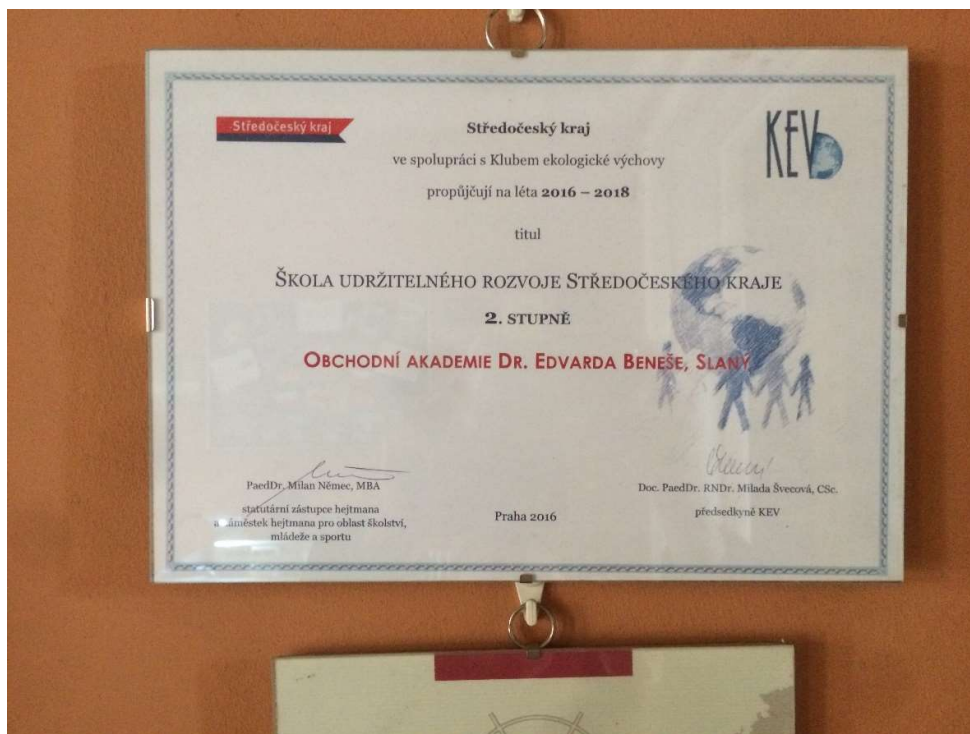 Středočeský kraj
KEV
Středočeský kraj
ve spolupráci s Klubem ekologické výchovy
propůjčují na léta 2016 – 2018
titul
ŠKOLA UDRŽITELNÉHO ROZVOJE STŘEDOČESKÉHO KRAJE
2. STUPNĚ
OBCHODNÍ AKADEMIE DR. EDVARDA BENEŠE, SLANÝ
PaedDr. Milan Němec, MBA
statutární zástupce hejtmana
a náměstek hejtmana pro oblast školství,
mládeže a sportu
Praha 2016
Doc. PaedDr. RNDr. Milada Švecová, CSc.
předsedkyně KEV